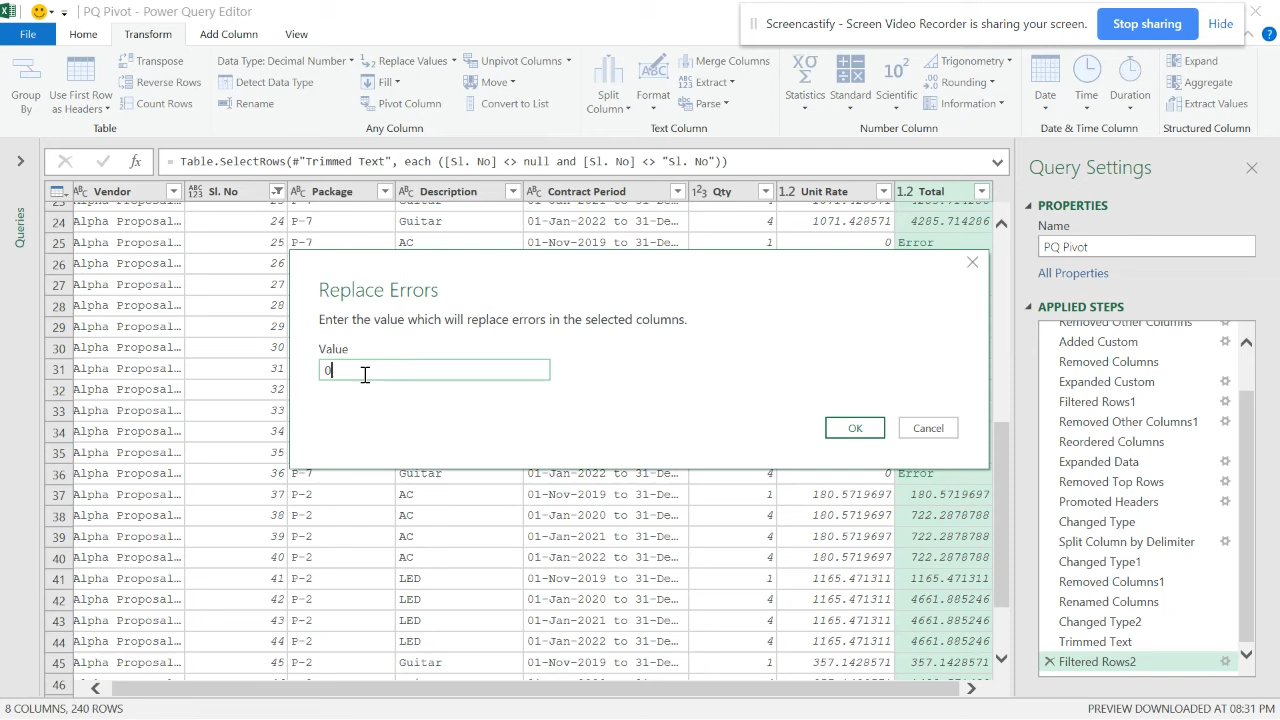 PQ Pivot - Power Query Editor
Screencastify - Screen Video Recorder is sharing your screen.
Stop sharing
Hide
File
Home
Transform
Add Column
View
Group By
Use First Row as Headers
Transpose
Reverse Rows
Count Rows
Table
Data Type: Decimal Number
Detect Data Type
Rename
Replace Values
Fill
Pivot Column
Unpivot Columns
Move
Convert to List
Any Column
Split Column
Format
Merge Columns
Extract
Parse
Text Column
Statistics
Standard
Scientific
Trigonometry
Rounding
Information
Number Column
Date
Time
Duration
Date & Time Column
Expand
Aggregate
Extract Values
Structured Column
= Table.SelectRows(#"Trimmed Text", each ([Sl. No] <> null and [Sl. No] <> "Sl. No"))
Queries
Vendor Sl. No Package Description Contract Period Qty Unit Rate Total
24 Alpha Proposal... 24 P-7 Guitar 01-Jan-2022 to 31-De... 4 1071.428571 4285.714286
25 Alpha Proposal... 25 P-7 AC 01-Nov-2019 to 31-De... 1 0 Error
26 Alpha Proposal... 26
27 Alpha Proposal... 27
28 Alpha Proposal... 28
29 Alpha Proposal... 29
30 Alpha Proposal... 30
31 Alpha Proposal... 31
32 Alpha Proposal... 32
33 Alpha Proposal... 33
34 Alpha Proposal... 34
35 Alpha Proposal... 35
36 Alpha Proposal... 36 P-7 Guitar 01-Jan-2022 to 31-De... 4 0 Error
37 Alpha Proposal... 37 P-2 AC 01-Nov-2019 to 31-De... 1 180.5719697 180.5719697
38 Alpha Proposal... 38 P-2 AC 01-Jan-2020 to 31-De... 4 180.5719697 722.2878788
39 Alpha Proposal... 39 P-2 AC 01-Jan-2021 to 31-De... 4 180.5719697 722.2878788
40 Alpha Proposal... 40 P-2 AC 01-Jan-2022 to 31-De... 4 180.5719697 722.2878788
41 Alpha Proposal... 41 P-2 LED 01-Nov-2019 to 31-De... 1 1165.471311 1165.471311
42 Alpha Proposal... 42 P-2 LED 01-Jan-2020 to 31-De... 4 1165.471311 4661.885246
43 Alpha Proposal... 43 P-2 LED 01-Jan-2021 to 31-De... 4 1165.471311 4661.885246
44 Alpha Proposal... 44 P-2 LED 01-Jan-2022 to 31-De... 4 1165.471311 4661.885246
45 Alpha Proposal... 45 P-2 Guitar 01-Nov-2019 to 31-De... 1 357.1428571 357.1428571
46
Replace Errors
Enter the value which will replace errors in the selected columns.
Value
0
OK
Cancel
Query Settings
PROPERTIES
Name
PQ Pivot
All Properties
APPLIED STEPS
Removed Other Columns
Added Custom
Removed Columns
Expanded Custom
Filtered Rows1
Removed Other Columns1
Reordered Columns
Expanded Data
Removed Top Rows
Promoted Headers
Changed Type
Split Column by Delimiter
Changed Type1
Removed Columns1
Renamed Columns
Changed Type2
Trimmed Text
Filtered Rows2
8 COLUMNS, 240 ROWS
PREVIEW DOWNLOADED AT 08:31 PM